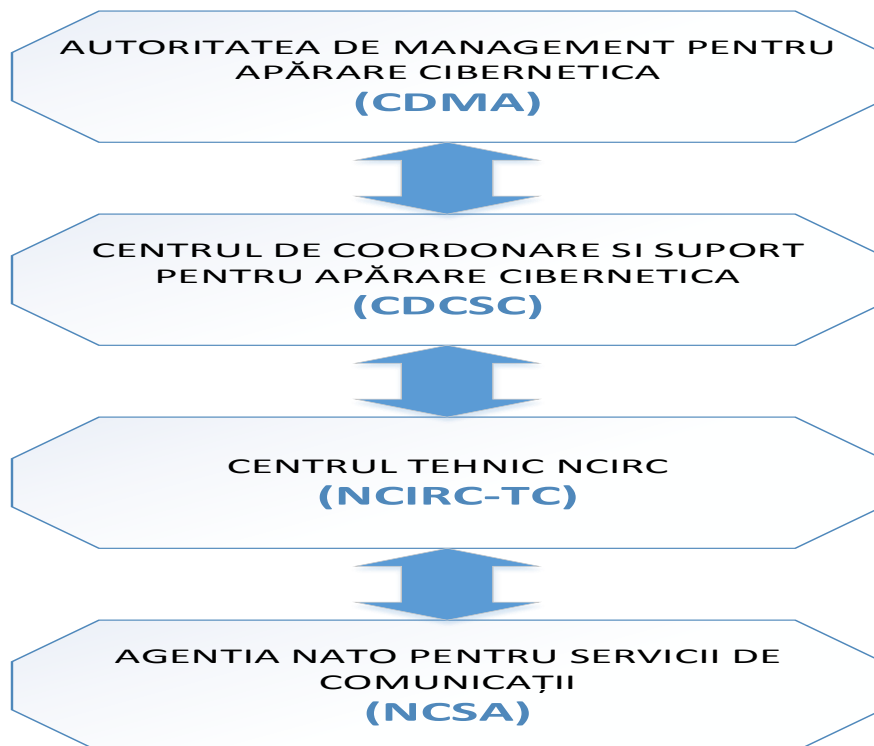 AUTORITATEA DE MANAGEMENT PENTRU
APĂRARE CIBERNETICA
(CDMA)
CENTRUL DE COORDONARE SI SUPORT
PENTRU APĂRARE CIBERNETICA
(CDCSC)
CENTRUL TEHNIC NCIRC
(NCIRC-TC)
AGENTIA NATO PENTRU SERVICII DE
COMUNICAȚII
(NCSA)